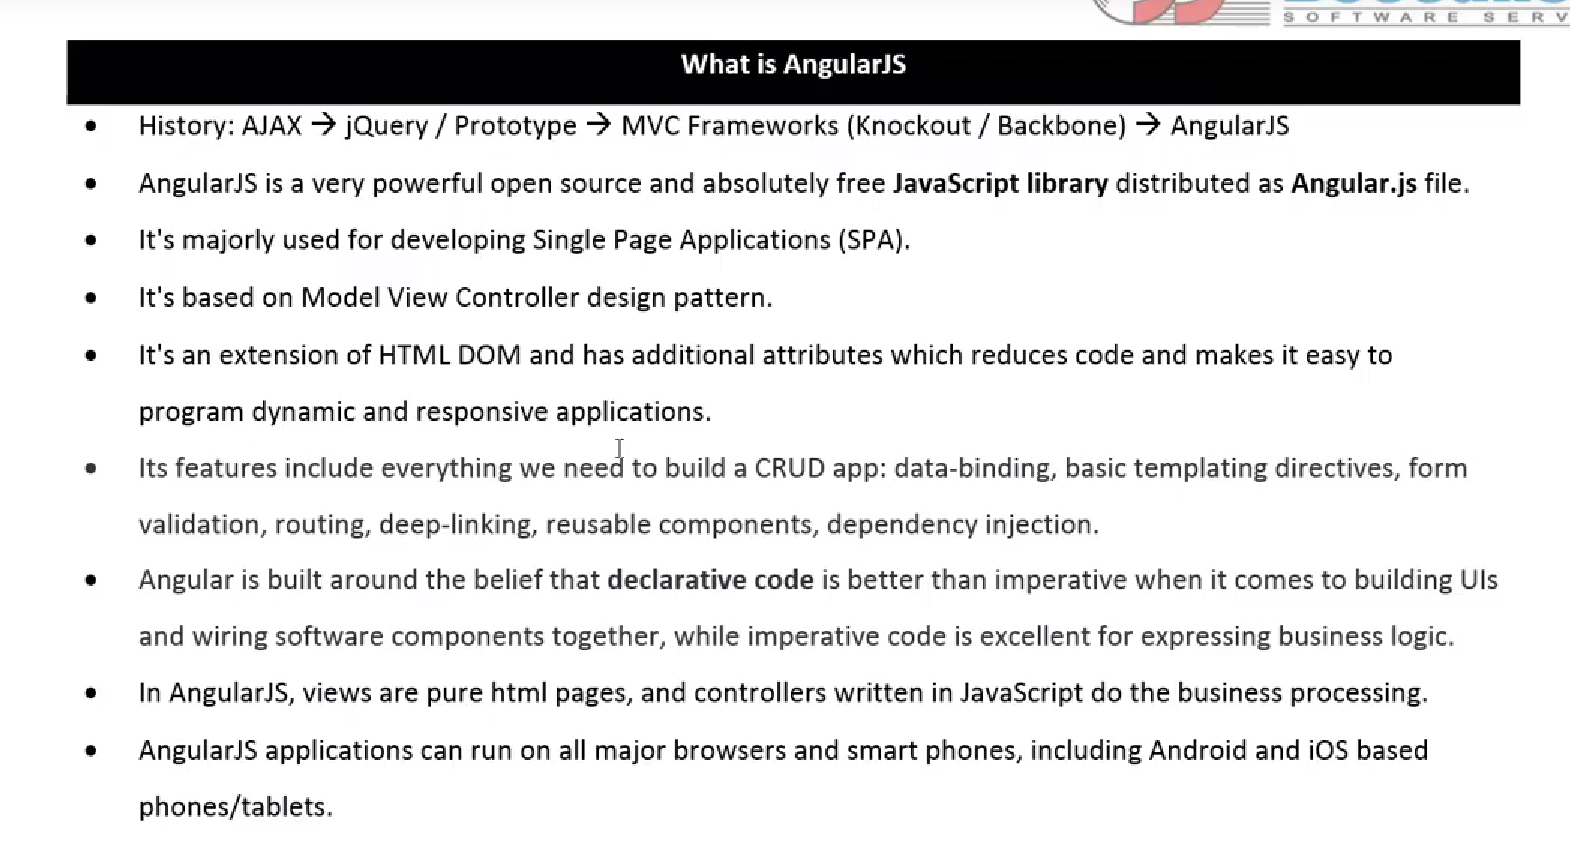 SOFTWARE SERV
What is AngularJS
• History: AJAX → jQuery / Prototype → MVC Frameworks (Knockout / Backbone) → AngularJS
• AngularJS is a very powerful open source and absolutely free JavaScript library distributed as Angular.js file.
• It's majorly used for developing Single Page Applications (SPA).
• It's based on Model View Controller design pattern.
• It's an extension of HTML DOM and has additional attributes which reduces code and makes it easy to
program dynamic and responsive applications.
• Its features include everything we need to build a CRUD app: data-binding, basic templating directives, form
validation, routing, deep-linking, reusable components, dependency injection.
• Angular is built around the belief that declarative code is better than imperative when it comes to building UIs
and wiring software components together, while imperative code is excellent for expressing business logic.
• In AngularJS, views are pure html pages, and controllers written in JavaScript do the business processing.
• AngularJS applications can run on all major browsers and smart phones, including Android and iOS based
phones/tablets.